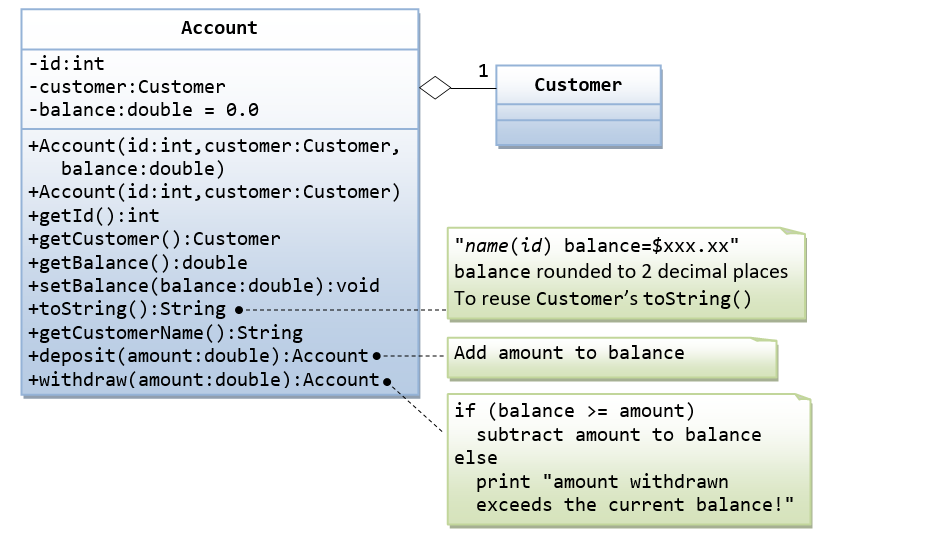 Account
-id:int
-customer:Customer
-balance:double = 0.0
+Account(id:int,customer:Customer,
balance:double)
+Account(id:int,customer:Customer)
+getId():int
+getCustomer():Customer
+getBalance():double
+setBalance(balance:double):void
+toString():String
+getCustomerName():String
+deposit(amount:double):Account
+withdraw(amount:double):Account
1
Customer
"name(id) balance=$xxx.xx"
balance rounded to 2 decimal places
To reuse Customer’s toString()
Add amount to balance
if (balance >= amount)
subtract amount to balance
else
print "amount withdrawn
exceeds the current balance!"